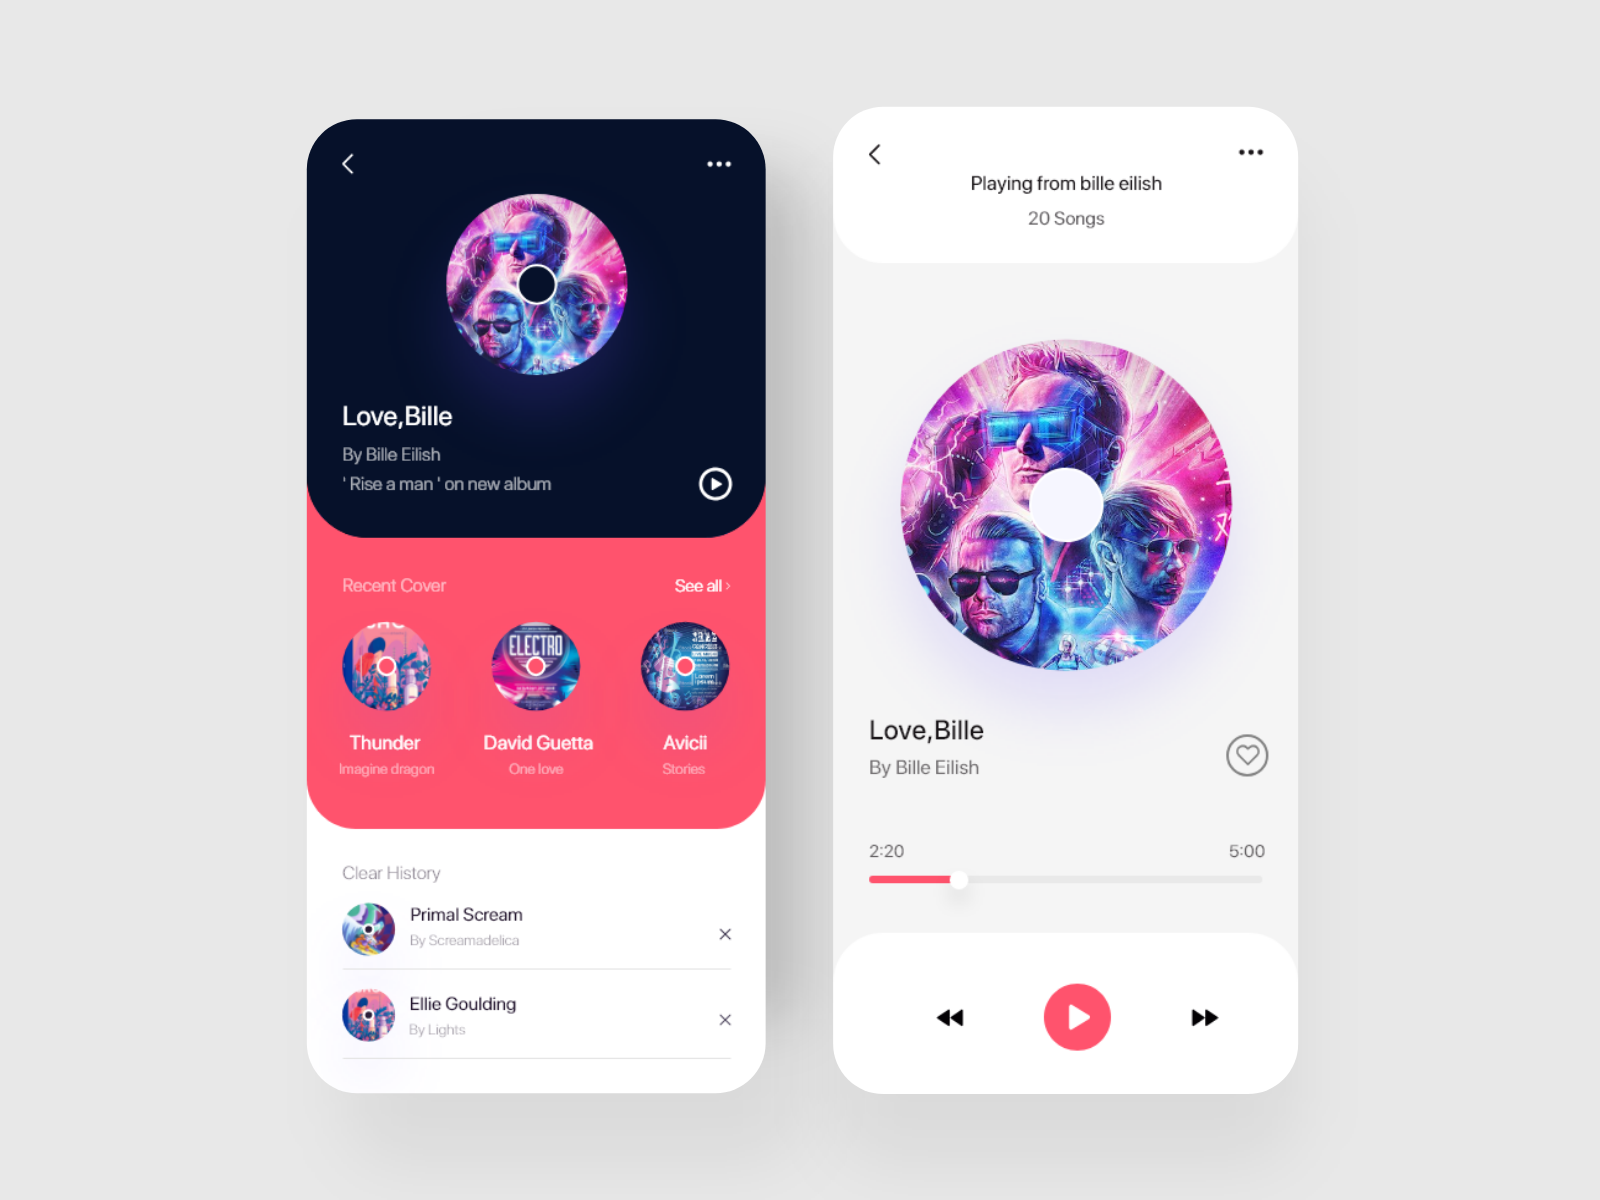 Love,Bille
By Bille Eilish
' Rise a man ' on new album
Recent Cover
See all ›
ELECTRO
Thunder
David Guetta
Avicii
Imagine dragon
One love
Stories
Clear History
Primal Scream
By Screamadelica
Ellie Goulding
By Lights
Playing from bille eilish
20 Songs
Love,Bille
By Bille Eilish
2:20
5:00